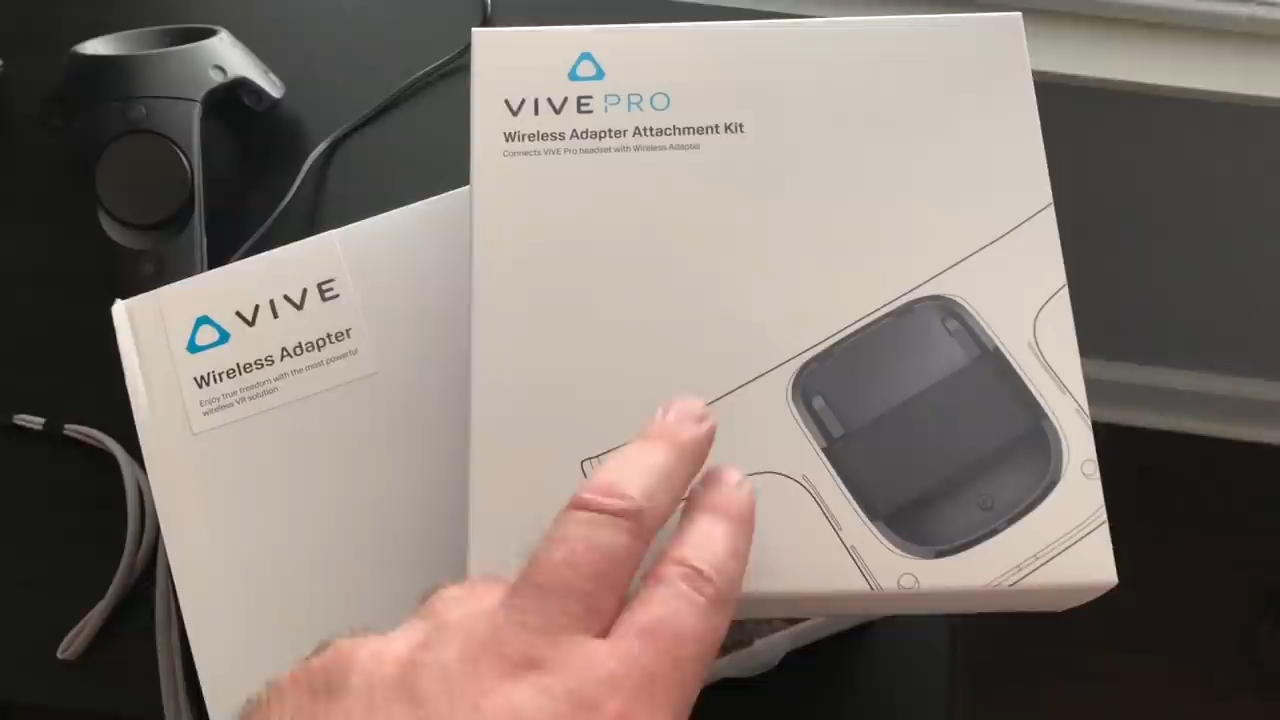 VIVE PRO
Wireless Adapter Attachment Kit
Connects VIVE Pro headset with Wireless Adapter
VIVE
Wireless Adapter
Enjoy true freedom with the most powerful
wireless VR solution